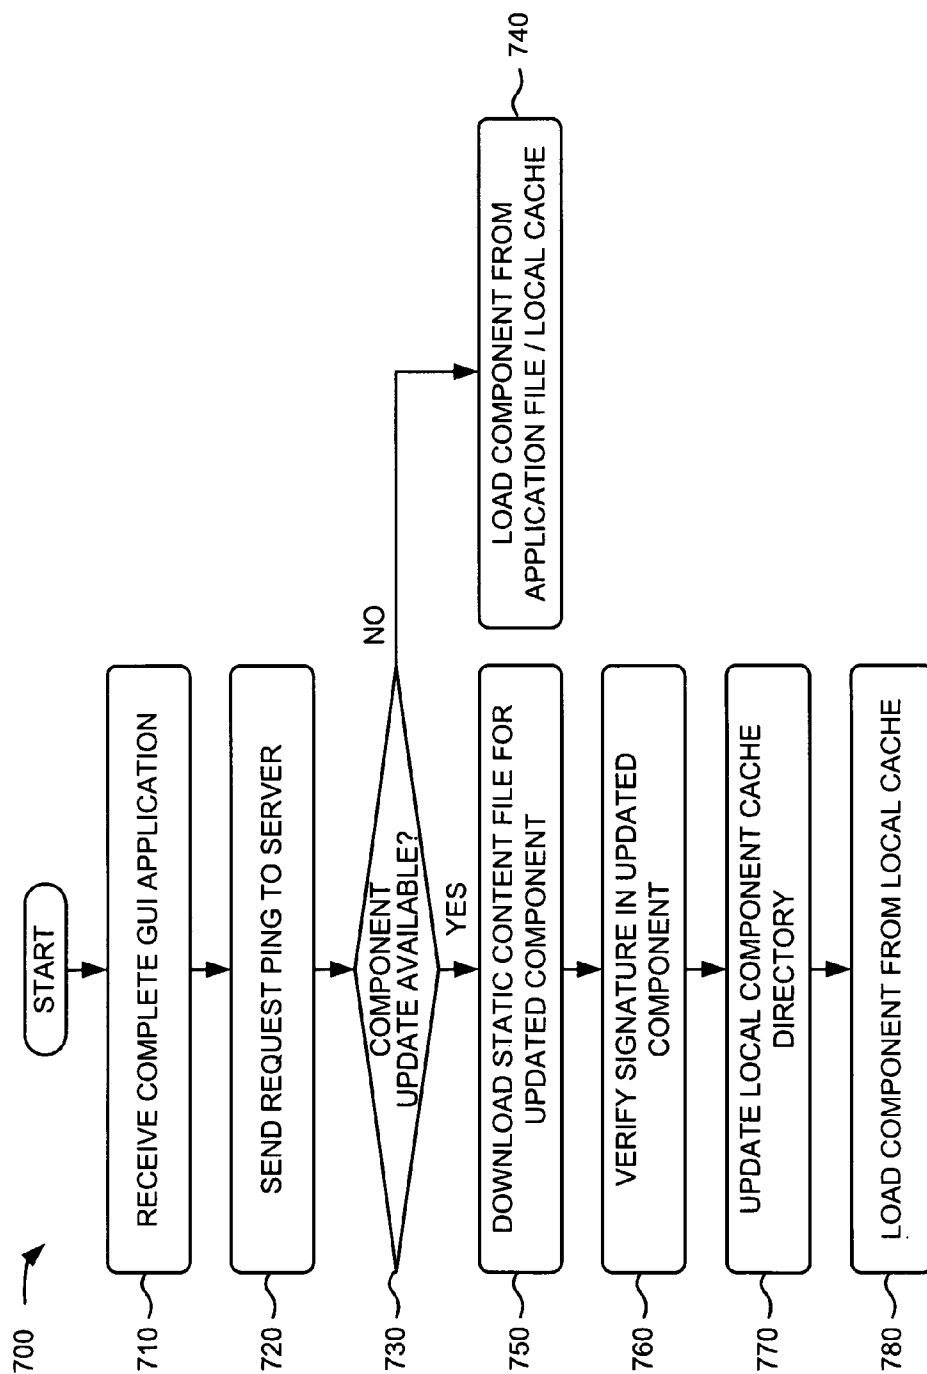 700
START
710
RECEIVE COMPLETE GUI APPLICATION
720
SEND REQUEST PING TO SERVER
730
COMPONENT
UPDATE AVAILABLE?
NO
YES
740
LOAD COMPONENT FROM
APPLICATION FILE / LOCAL CACHE
750
DOWNLOAD STATIC CONTENT FILE FOR
UPDATED COMPONENT
760
VERIFY SIGNATURE IN UPDATED
COMPONENT
770
UPDATE LOCAL COMPONENT CACHE
DIRECTORY
780
LOAD COMPONENT FROM LOCAL CACHE